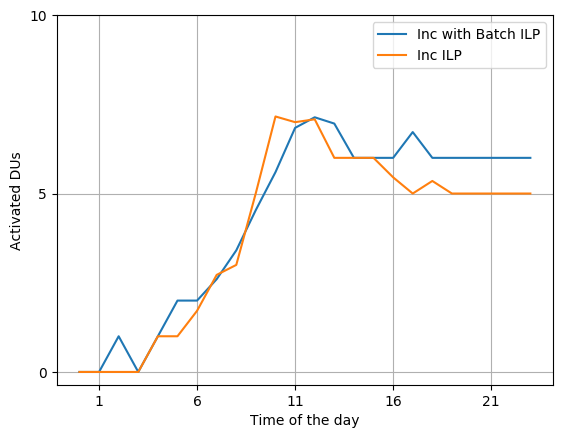 Inc with Batch ILP
Inc ILP
10
5
0
Activated DUs
1 6 11 16 21
Time of the day